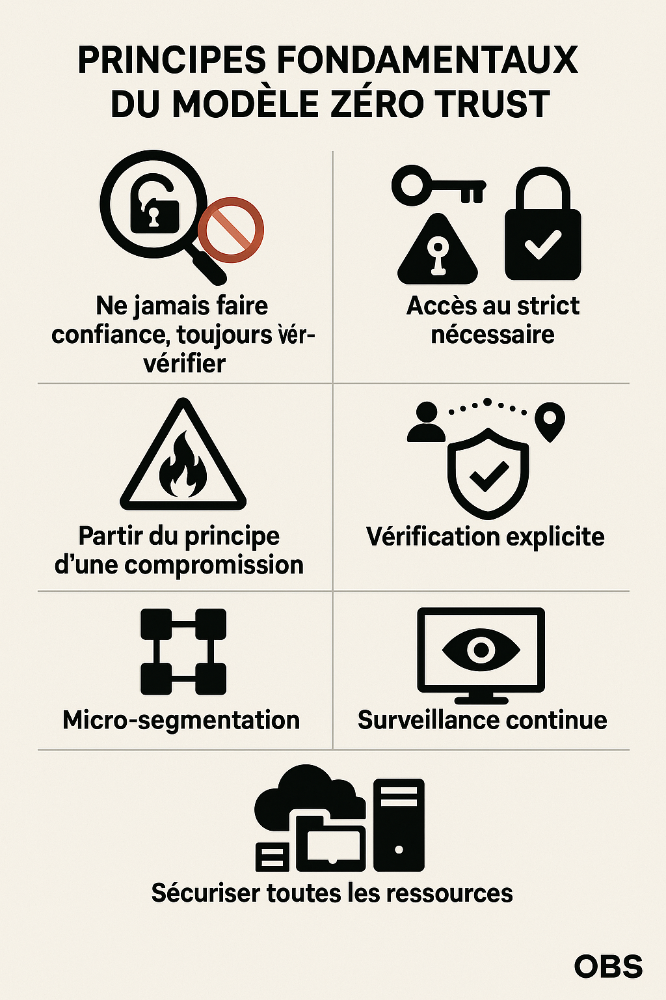 PRINCIPES FONDAMENTAUX
DU MODÈLE ZÉRO TRUST
Ne jamais faire
confiance, toujours vér-
vérifier
Accès au strict
nécessaire
Partir du principe
d’une compromission
Vérification explicite
Micro-segmentation
Surveillance continue
Sécuriser toutes les ressources
OBS